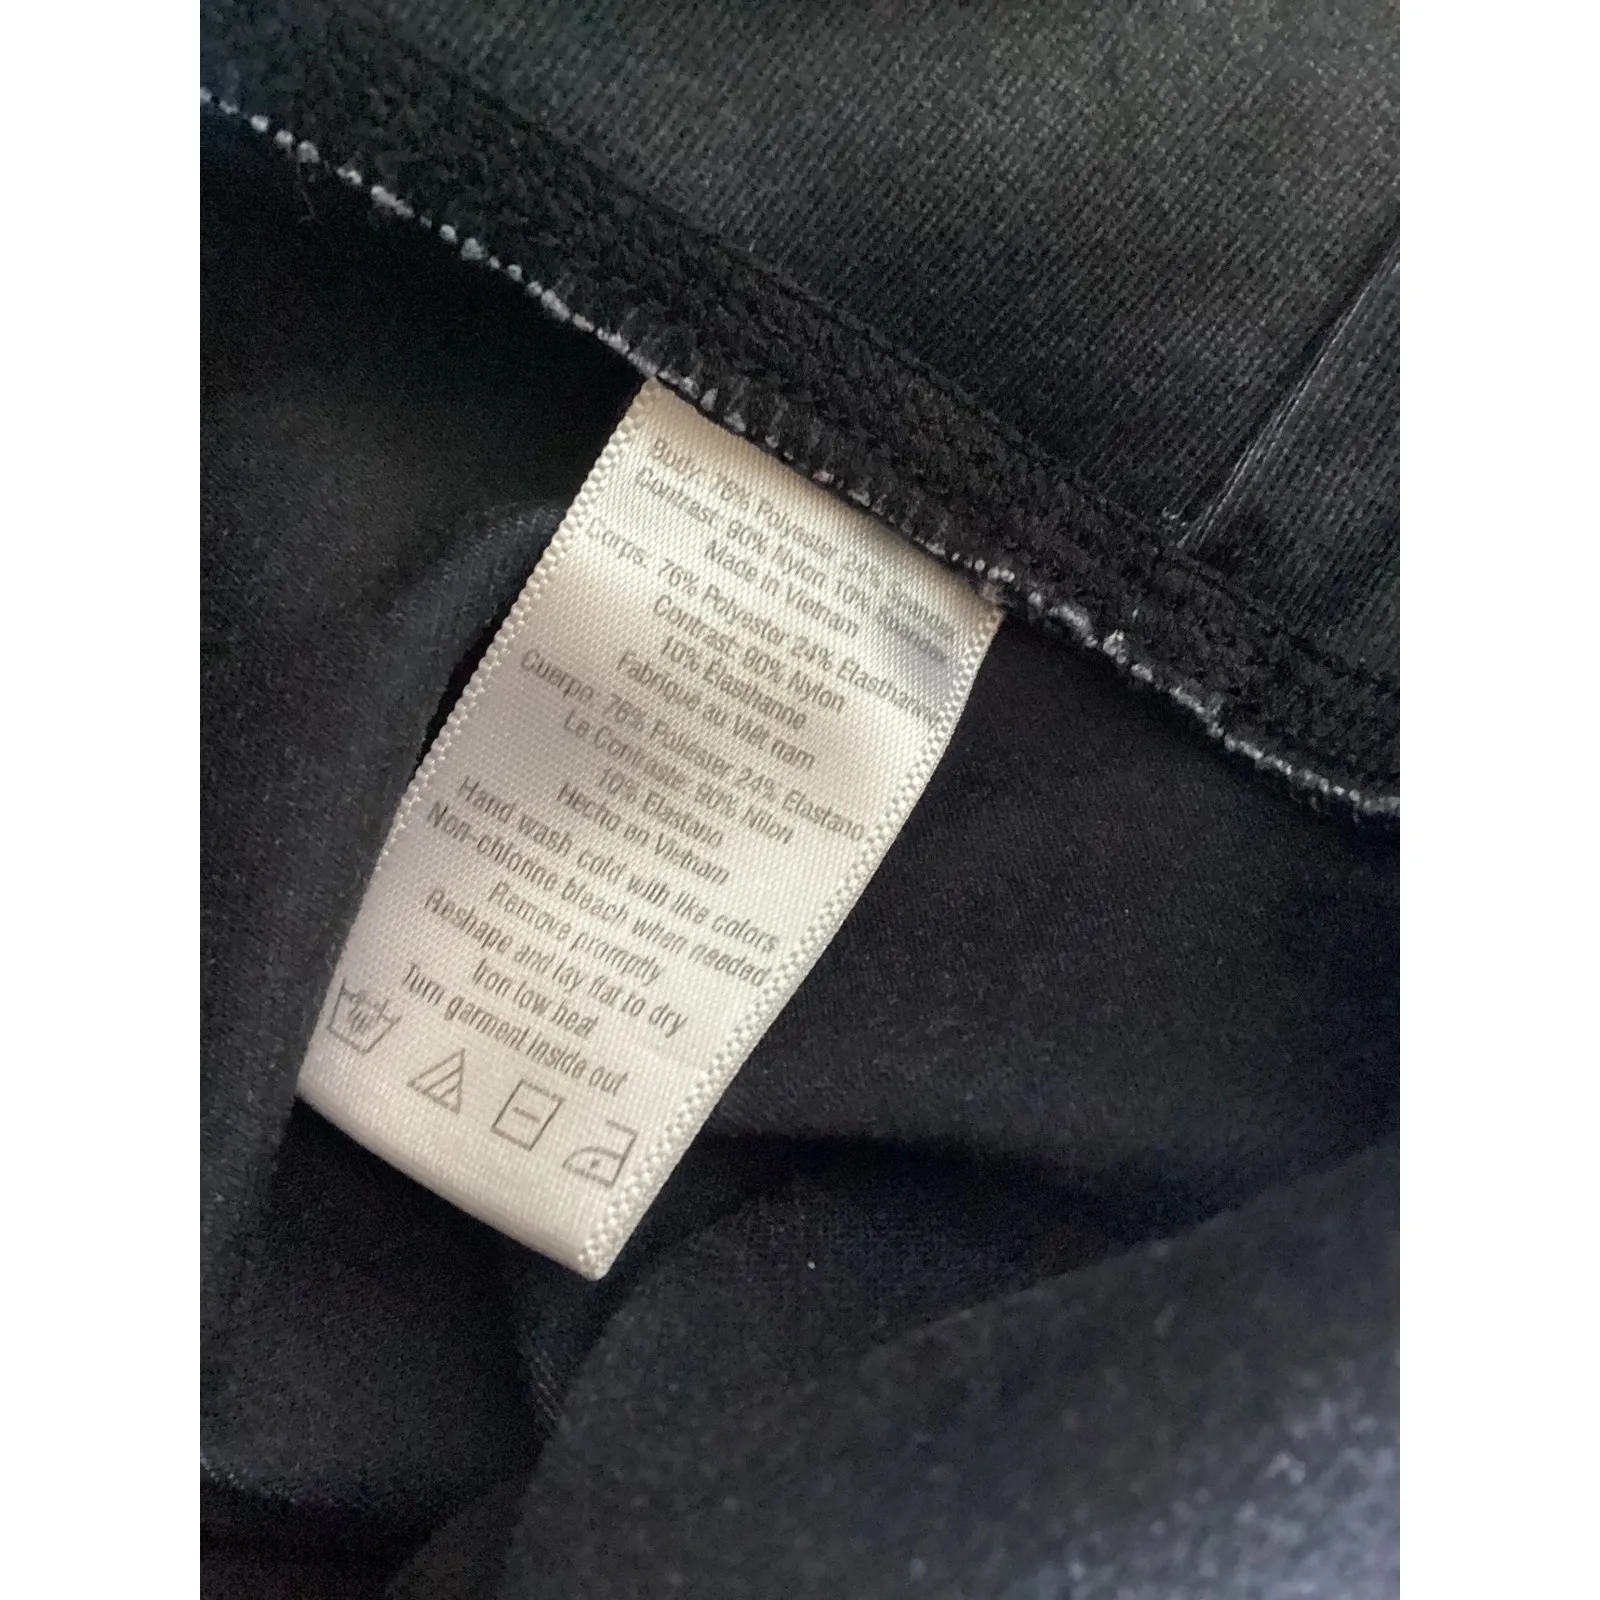 Body: 76% Polyester 24% Spandex
Contrast: 90% Nylon 10% Spandex
Made in Vietnam
Corps: 76% Polyester 24% Elasthanne
Contrast: 90% Nylon
10% Elasthanne
Fabriqué au Viêt nam
Cuerpo: 76% Poliester 24% Elastano
Le Contraste: 90% Nilon
10% Elastano
Hecho en Vietnam
Hand wash cold with like colors
Non-chlorine bleach when needed
Remove promptly
Reshape and lay flat to dry
Iron low heat
Turn garment inside out